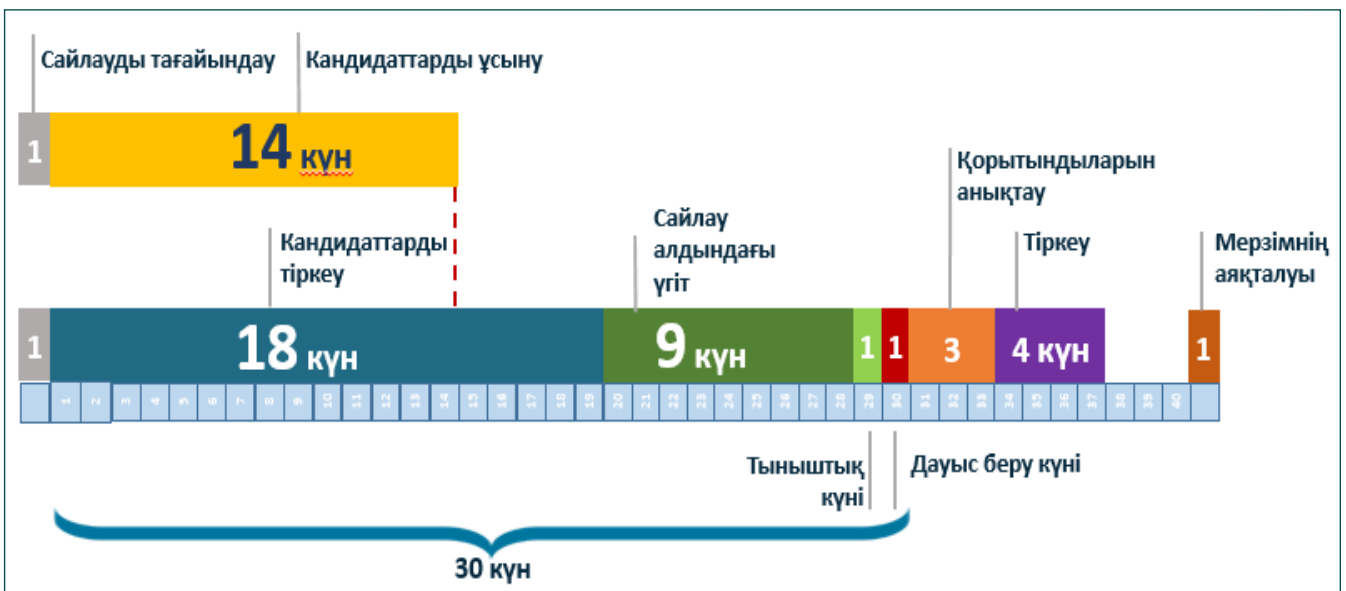 Сайлауды тағайындау
Кандидаттарды ұсыну
1
14 күн
Қорытындыларын
анықтау
Сайлау
алдындағы
үгіт
Кандидаттарды
тіркеу
Тіркеу
Мерзімнің
аяқталуы
1
18 күн
9 күн
1
1
3
4 күн
1
1 2 3 4 5 6 7 8 9 10 11 12 13 14 15 16 17 18 19 20 21 22 23 24 25 26 27 28 29 30 31 32 33 34 35 36 37 38 39 40
Тыныштық
күні
Дауыс беру күні
30 күн